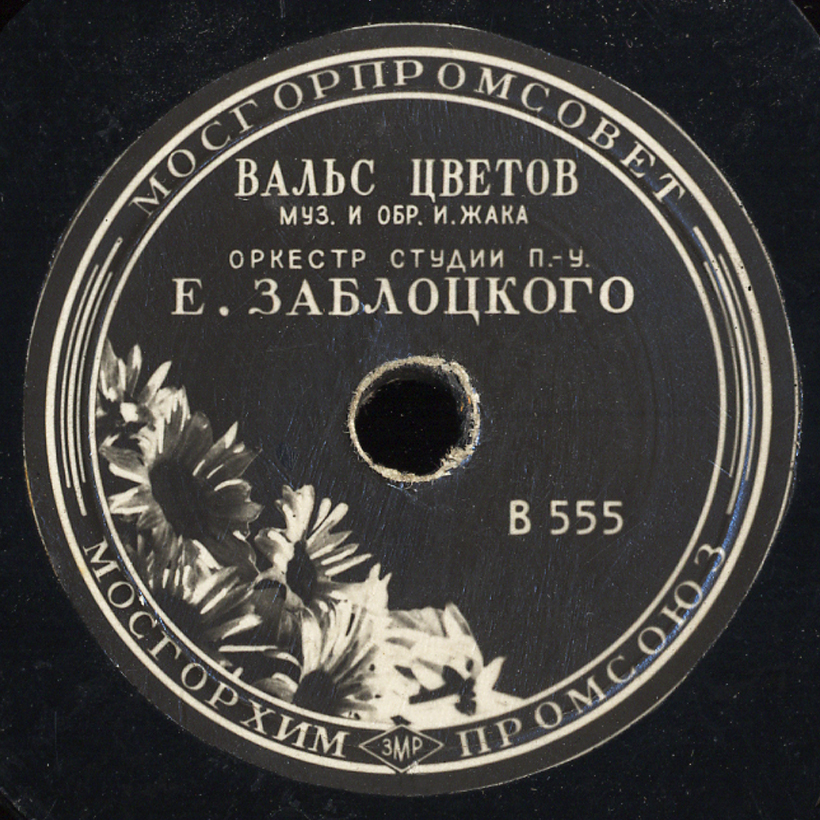 МОСГОРПРОМСОВЕТ
ВАЛЬС ЦВЕТОВ
МУЗ. И ОБР. И. ЖАКА
ОРКЕСТР СТУДИИ П.-У.
Е. ЗАБЛОЦКОГО
В 555
МОСГОРХИМ ЗМР ПРОМСОЮЗ